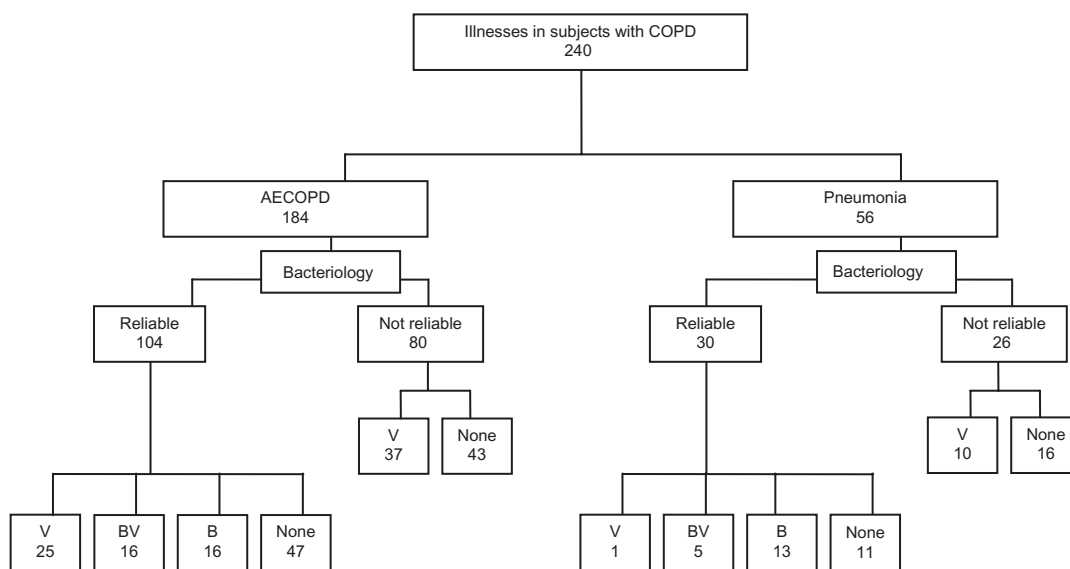 Illnesses in subjects with COPD
240
AECOPD
184
Pneumonia
56
Bacteriology
Bacteriology
Reliable
104
Not reliable
80
Reliable
30
Not reliable
26
V
37
None
43
V
10
None
16
V
25
BV
16
B
16
None
47
V
1
BV
5
B
13
None
11